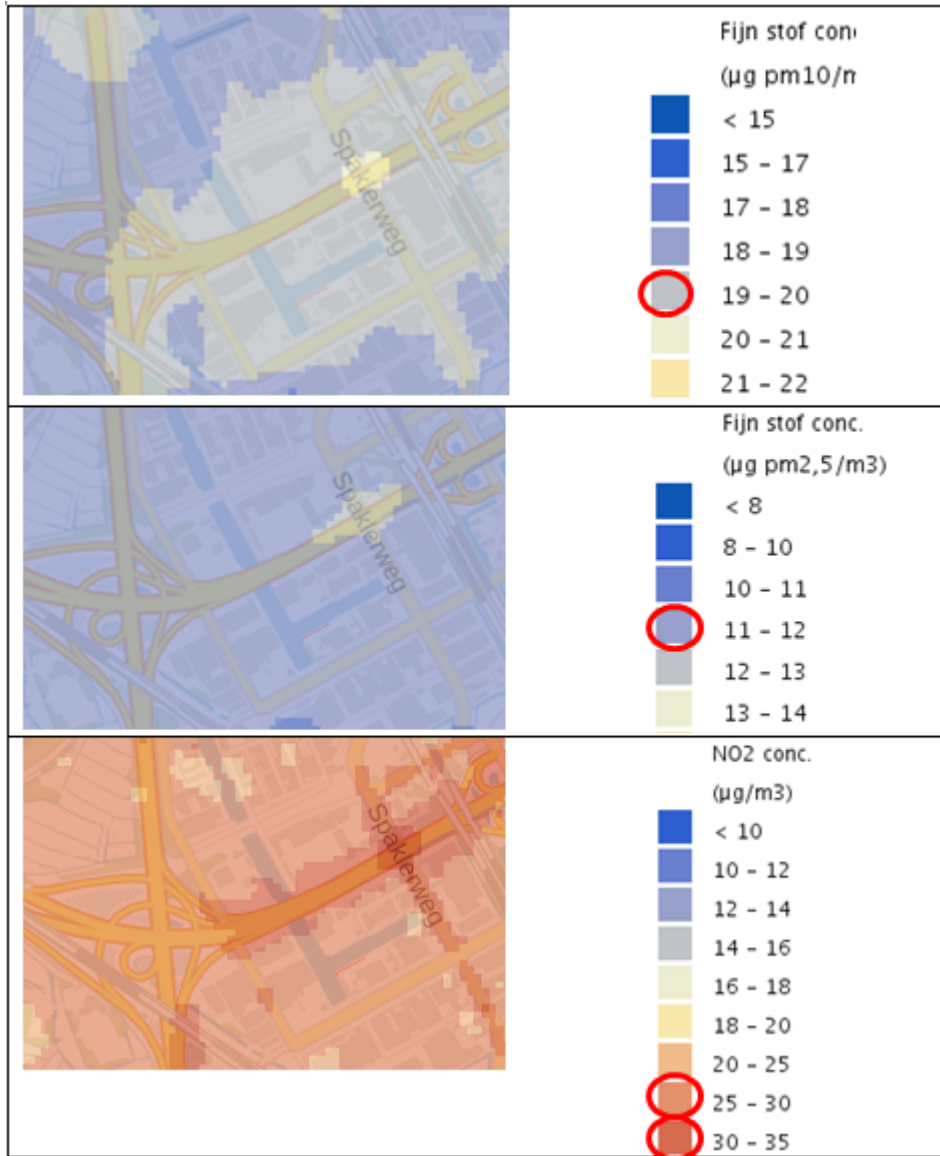 Fijn stof con
(µg pm10/m
< 15
15 - 17
17 - 18
18 - 19
19 - 20
20 - 21
21 - 22
Spaklerweg
Fijn stof conc.
(µg pm2,5/m3)
< 8
8 - 10
10 - 11
11 - 12
12 - 13
13 - 14
Spaklerweg
NO2 conc.
(µg/m3)
< 10
10 - 12
12 - 14
14 - 16
16 - 18
18 - 20
20 - 25
25 - 30
30 - 35
Spaklerweg